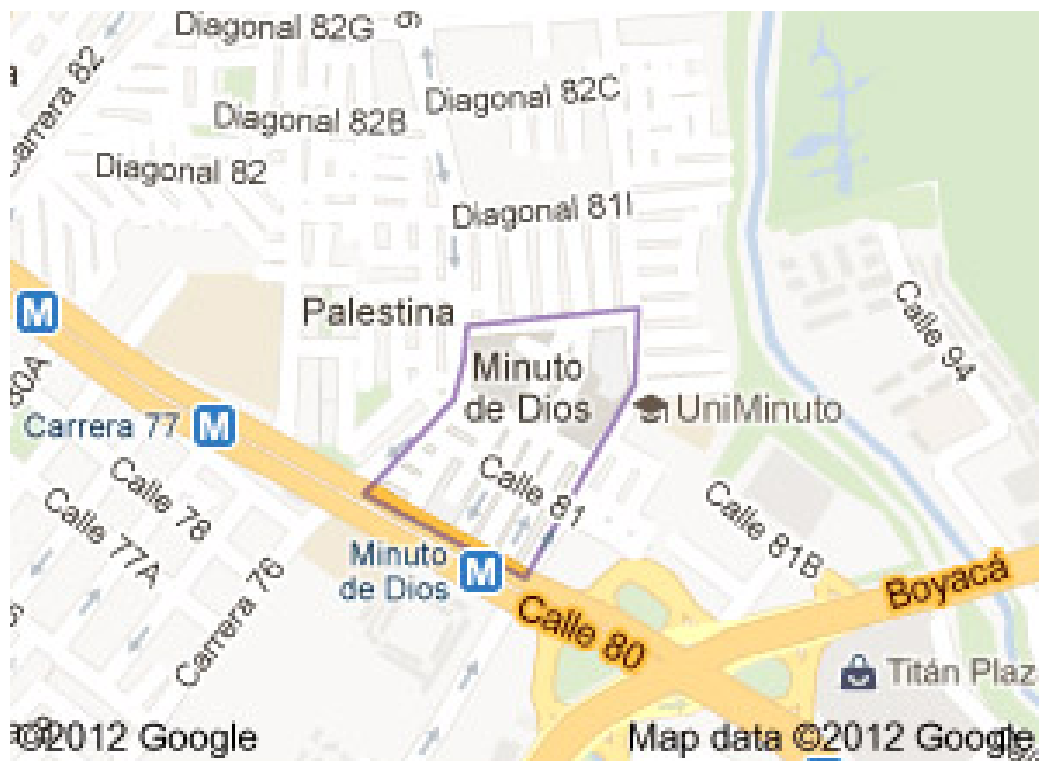 Diagonal 82G
Carrera 82
Diagonal 82C
Diagonal 82B
Diagonal 82
Diagonal 81I
M
Palestina
Calle 94
Minuto
de Dios
80A
UniMinuto
Carrera 77 M
Calle 81
Calle 78
Calle 77A
Calle 81B
Minuto
de Dios M
Boyacá
Carrera 76
Calle 80
Titán Plaz
©2012 Google
Map data ©2012 Google